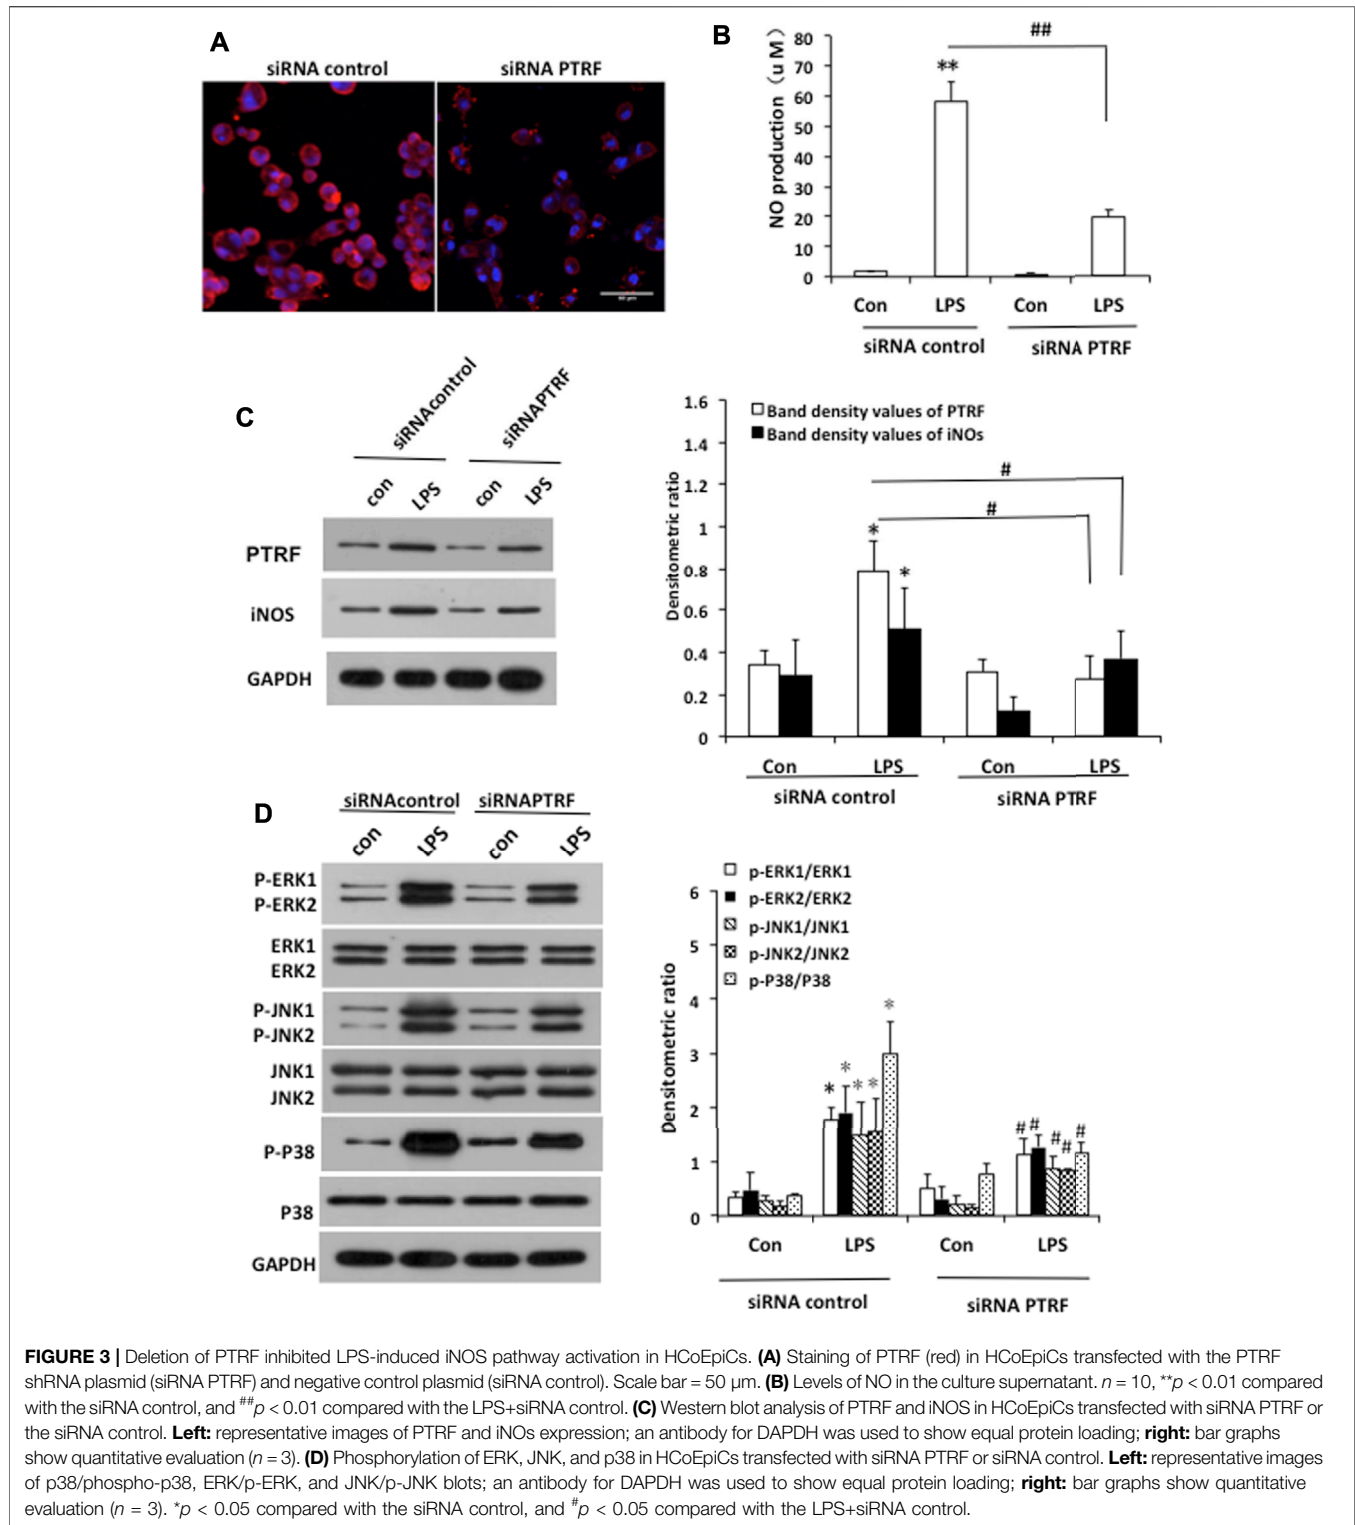 A
siRNA control
siRNA PTRF
B
NO production (uM)
80
70
60
50
40
30
20
10
0
**
##
Con
LPS
Con
LPS
siRNA control
siRNA PTRF
C
siRNAcontrol
siRNAPTRF
con
LPS
con
LPS
PTRF
iNOS
GAPDH
Densitometric ratio
1.6
1.4
1.2
1
0.8
0.6
0.4
0.2
0
Band density values of PTRF
Band density values of iNOs
#
#
*
*
Con
LPS
Con
LPS
siRNA control
siRNA PTRF
D
siRNAcontrol
siRNAPTRF
con
LPS
con
LPS
P-ERK1
P-ERK2
ERK1
ERK2
P-JNK1
P-JNK2
JNK1
JNK2
P-P38
P38
GAPDH
p-ERK1/ERK1
p-ERK2/ERK2
p-JNK1/JNK1
p-JNK2/JNK2
p-P38/P38
Densitometric ratio
6
5
4
3
2
1
0
* * * * *
# # # # #
Con
LPS
Con
LPS
siRNA control
siRNA PTRF
FIGURE 3 | Deletion of PTRF inhibited LPS-induced iNOS pathway activation in HCoEpiCs. (A) Staining of PTRF (red) in HCoEpiCs transfected with the PTRF
shRNA plasmid (siRNA PTRF) and negative control plasmid (siRNA control). Scale bar = 50 µm. (B) Levels of NO in the culture supernatant. n = 10, **p < 0.01 compared
with the siRNA control, and ##p < 0.01 compared with the LPS+siRNA control. (C) Western blot analysis of PTRF and iNOS in HCoEpiCs transfected with siRNA PTRF or
the siRNA control. Left: representative images of PTRF and iNOs expression; an antibody for DAPDH was used to show equal protein loading; right: bar graphs
show quantitative evaluation (n = 3). (D) Phosphorylation of ERK, JNK, and p38 in HCoEpiCs transfected with siRNA PTRF or siRNA control. Left: representative images
of p38/phospho-p38, ERK/p-ERK, and JNK/p-JNK blots; an antibody for DAPDH was used to show equal protein loading; right: bar graphs show quantitative
evaluation (n = 3). *p < 0.05 compared with the siRNA control, and #p < 0.05 compared with the LPS+siRNA control.